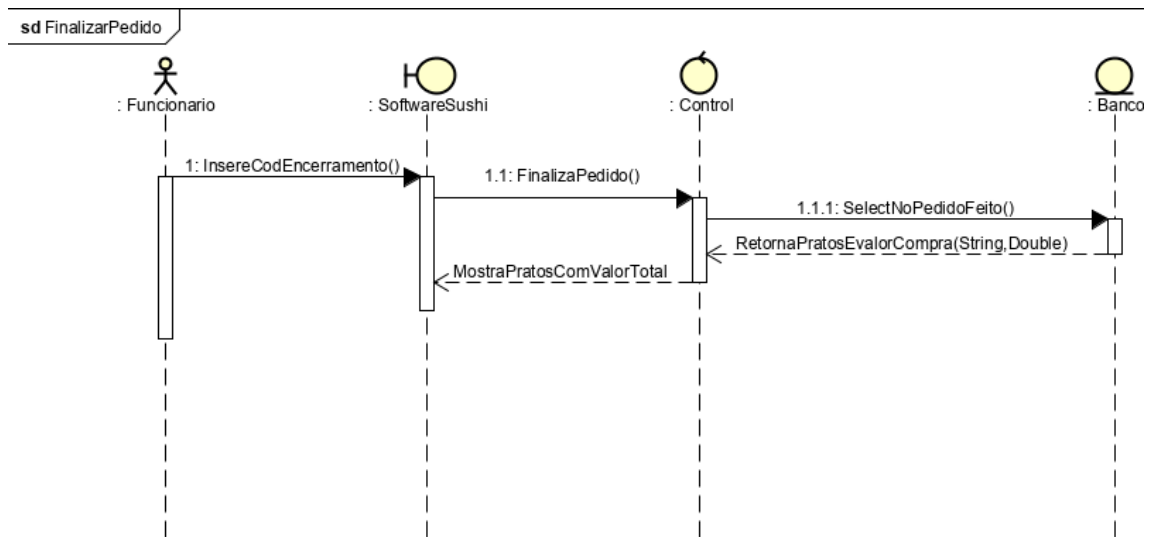 sd FinalizarPedido
: Funcionario
: SoftwareSushi
: Control
: Banco
1: InsereCodEncerramento()
1.1: FinalizaPedido()
1.1.1: SelectNoPedidoFeito()
RetornaPratosEvalorCompra(String,Double)
MostraPratosComValorTotal